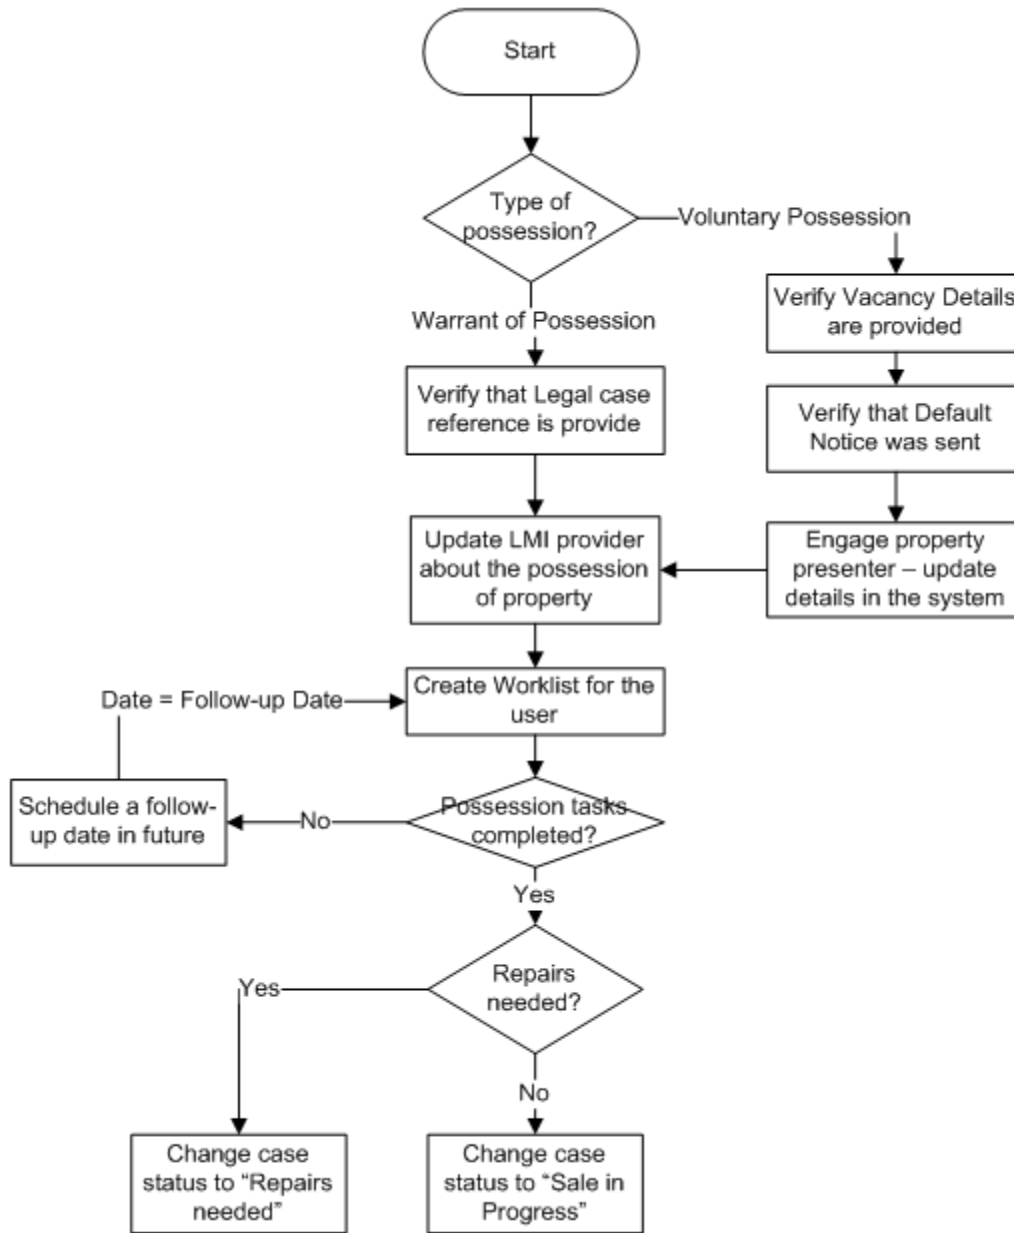 Start
Type of
possession?
Voluntary Possession
Verify Vacancy Details
are provided
Warrant of Possession
Verify that Legal case
reference is provide
Verify that Default
Notice was sent
Update LMI provider
about the possession
of property
Engage property
presenter – update
details in the system
Date = Follow-up Date
Create Worklist for the
user
Schedule a follow-
up date in future
No
Possession tasks
completed?
Yes
Repairs
needed?
Yes
No
Change case
status to “Repairs
needed”
Change case
status to “Sale in
Progress”